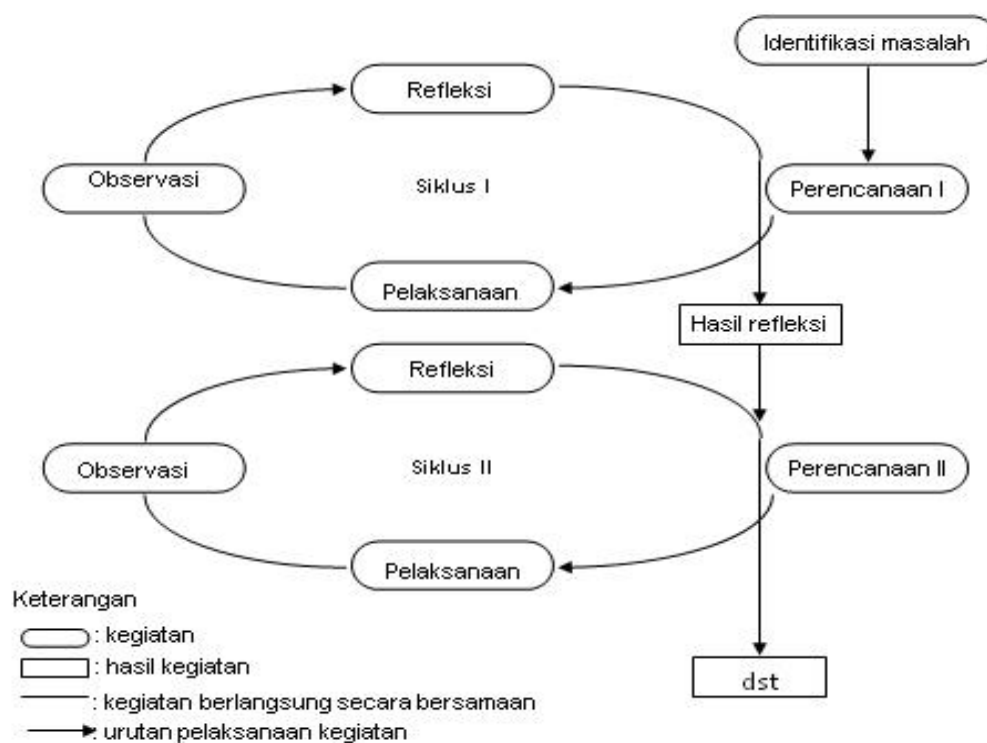 Identifikasi masalah
Refleksi
Observasi
Siklus I
Perencanaan I
Pelaksanaan
Hasil refleksi
Refleksi
Observasi
Siklus II
Perencanaan II
Pelaksanaan
Keterangan
: kegiatan
: hasil kegiatan
: kegiatan berlangsung secara bersamaan
: urutan pelaksanaan kegiatan
dst